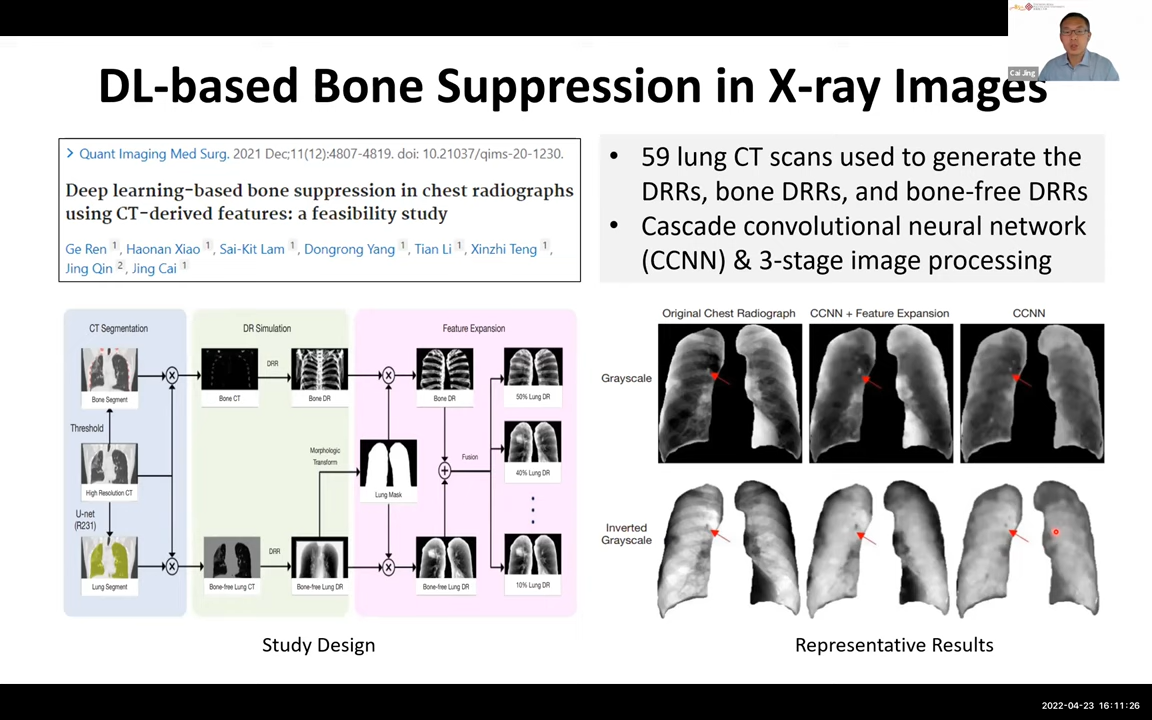 Cai Jing
DL-based Bone Suppression in X-ray Images
> Quant Imaging Med Surg. 2021 Dec;11(12):4807-4819. doi: 10.21037/qims-20-1230.
Deep learning-based bone suppression in chest radiographs
using CT-derived features: a feasibility study
Ge Ren 1, Haonan Xiao 1, Sai-Kit Lam 1, Dongrong Yang 1, Tian Li 1, Xinzhi Teng 1,
Jing Qin 2, Jing Cai 1
• 59 lung CT scans used to generate the
DRRs, bone DRRs, and bone-free DRRs
• Cascade convolutional neural network
(CCNN) & 3-stage image processing
CT Segmentation
DR Simulation
Feature Expansion
Bone Segment
Threshold
High Resolution CT
U-net
(R231)
Lung Segment
Bone CT
DRR
Bone DR
Morphologic
Transform
Bone-free Lung CT
DRR
Bone-free Lung DR
Bone DR
Lung Mask
Fusion
Bone-free Lung DR
50% Lung DR
40% Lung DR
10% Lung DR
Study Design
Original Chest Radiograph
CCNN + Feature Expansion
CCNN
Grayscale
Inverted
Grayscale
Representative Results
2022-04-23 16:11:26